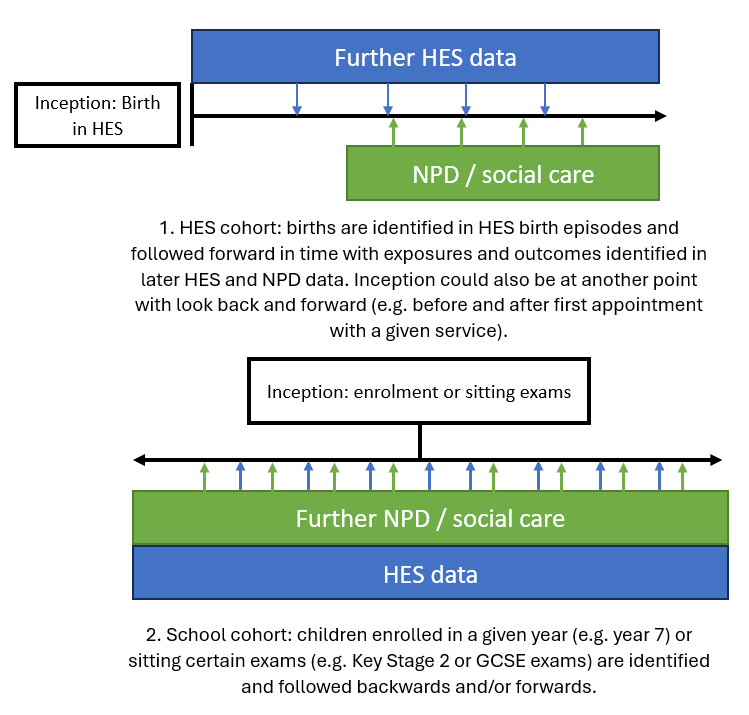 Further HES data
Inception: Birth
in HES
NPD / social care
1. HES cohort: births are identified in HES birth episodes and
followed forward in time with exposures and outcomes identified in
later HES and NPD data. Inception could also be at another point
with look back and forward (e.g. before and after first appointment
with a given service).
Inception: enrolment or sitting exams
Further NPD / social care
HES data
2. School cohort: children enrolled in a given year (e.g. year 7) or
sitting certain exams (e.g. Key Stage 2 or GCSE exams) are identified
and followed backwards and/or forwards.